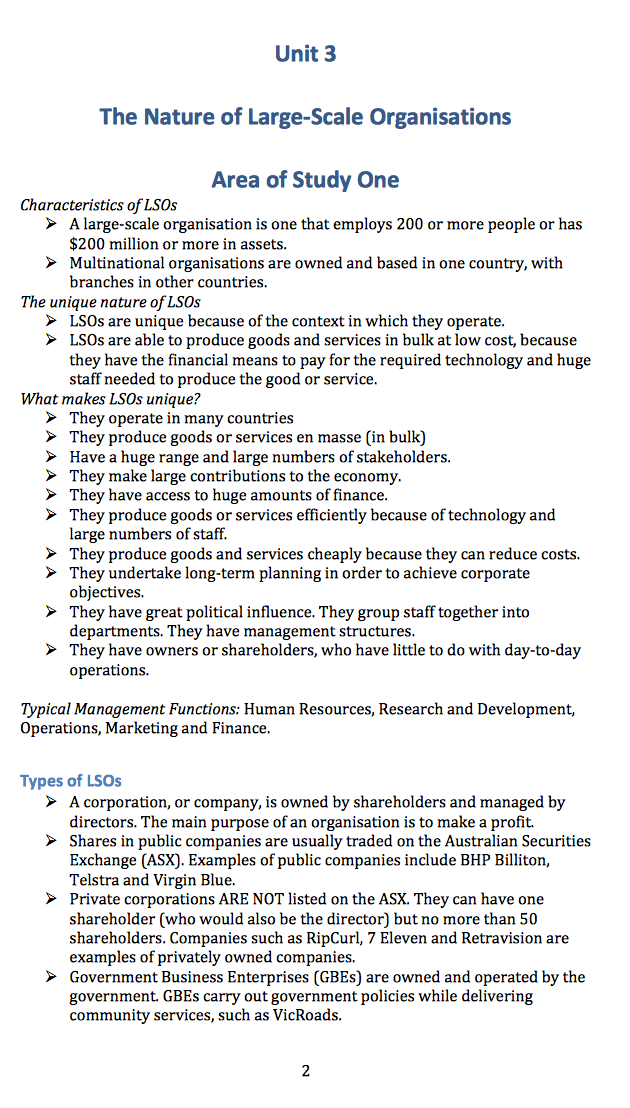 Unit 3
The Nature of Large-Scale Organisations
Area of Study One
Characteristics of LSOs
➢ A large-scale organisation is one that employs 200 or more people or has
$200 million or more in assets.
➢ Multinational organisations are owned and based in one country, with
branches in other countries.
The unique nature of LSOs
➢ LSOs are unique because of the context in which they operate.
➢ LSOs are able to produce goods and services in bulk at low cost, because
they have the financial means to pay for the required technology and huge
staff needed to produce the good or service.
What makes LSOs unique?
➢ They operate in many countries
➢ They produce goods or services en masse (in bulk)
➢ Have a huge range and large numbers of stakeholders.
➢ They make large contributions to the economy.
➢ They have access to huge amounts of finance.
➢ They produce goods or services efficiently because of technology and
large numbers of staff.
➢ They produce goods and services cheaply because they can reduce costs.
➢ They undertake long-term planning in order to achieve corporate
objectives.
➢ They have great political influence. They group staff together into
departments. They have management structures.
➢ They have owners or shareholders, who have little to do with day-to-day
operations.
Typical Management Functions: Human Resources, Research and Development,
Operations, Marketing and Finance.
Types of LSOs
➢ A corporation, or company, is owned by shareholders and managed by
directors. The main purpose of an organisation is to make a profit.
➢ Shares in public companies are usually traded on the Australian Securities
Exchange (ASX). Examples of public companies include BHP Billiton,
Telstra and Virgin Blue.
➢ Private corporations ARE NOT listed on the ASX. They can have one
shareholder (who would also be the director) but no more than 50
shareholders. Companies such as RipCurl, 7 Eleven and Retravision are
examples of privately owned companies.
➢ Government Business Enterprises (GBEs) are owned and operated by the
government. GBEs carry out government policies while delivering
community services, such as VicRoads.
2